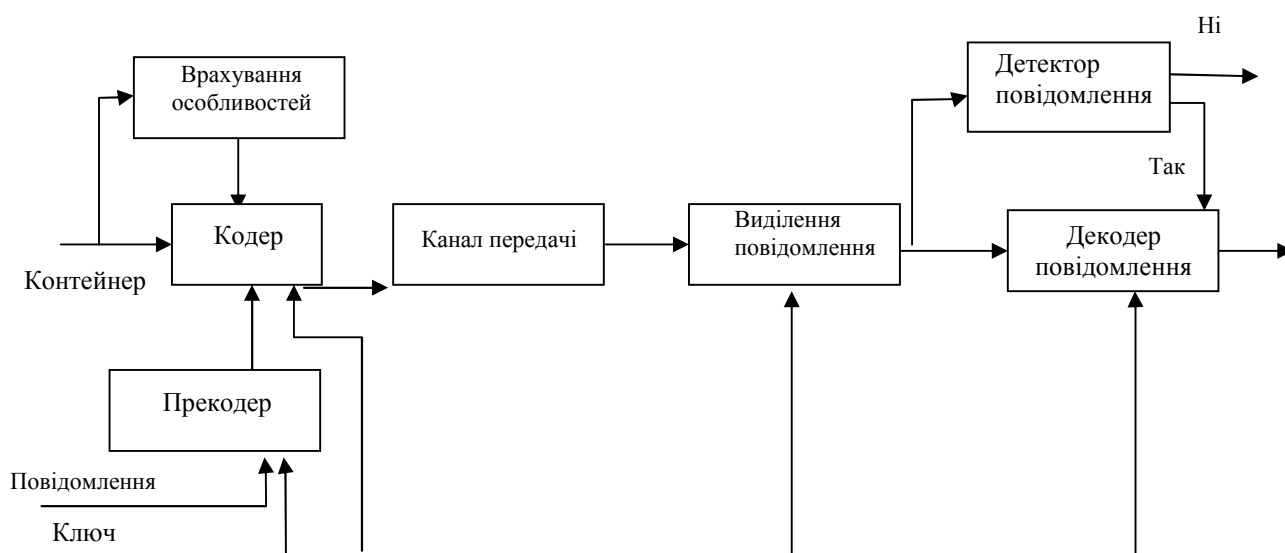 Ні
Врахування
особливостей
Детектор
повідомлення
Так
Кодер
Канал передачі
Виділення
повідомлення
Декодер
повідомлення
Контейнер
Прекодер
Повідомлення
Ключ